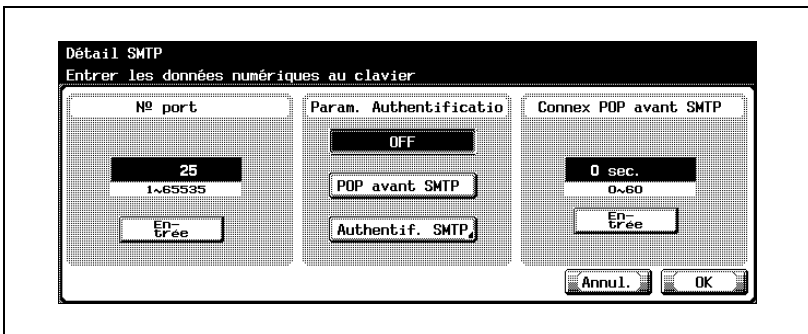 Détail SMTP
Entrer les données numériques au clavier
Nº port
25
1~65535
En-
trée
Param. Authentificatio
OFF
POP avant SMTP
Authentif. SMTP
Connex POP avant SMTP
0 sec.
0~60
En-
trée
Annul.
OK